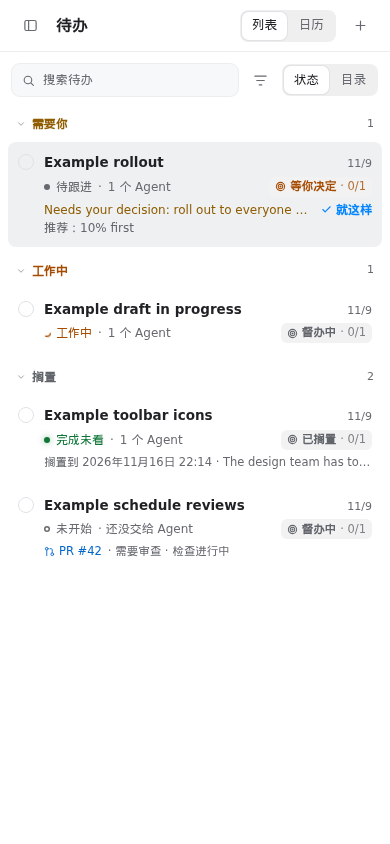 待办
列表
日历
搜索待办
状态
目录
需要你
1
Example rollout
11/9
待跟进 · 1 个 Agent
等你决定 · 0/1
Needs your decision: roll out to everyone ...
就这样
推荐：10% first
工作中
1
Example draft in progress
11/9
工作中 · 1 个 Agent
督办中 · 0/1
搁置
2
Example toolbar icons
11/9
完成未看 · 1 个 Agent
已搁置 · 0/1
搁置到 2026年11月16日 22:14 · The design team has to...
Example schedule reviews
11/9
未开始 · 还没交给 Agent
督办中 · 0/1
PR #42 · 需要审查 · 检查进行中